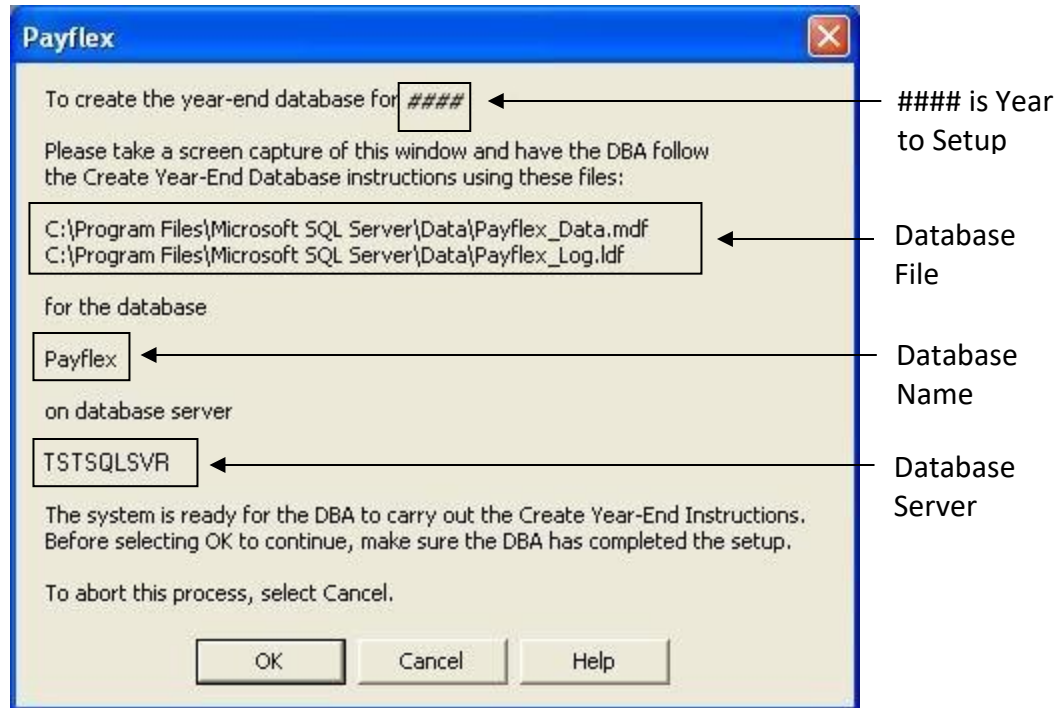 Payflex
To create the year-end database for ####
#### is Year
to Setup
Please take a screen capture of this window and have the DBA follow
the Create Year-End Database instructions using these files:
C:\Program Files\Microsoft SQL Server\Data\Payflex_Data.mdf
C:\Program Files\Microsoft SQL Server\Data\Payflex_Log.ldf
Database
File
for the database
Payflex
Database
Name
on database server
TSTSQLSVR
Database
Server
The system is ready for the DBA to carry out the Create Year-End Instructions.
Before selecting OK to continue, make sure the DBA has completed the setup.
To abort this process, select Cancel.
OK Cancel Help